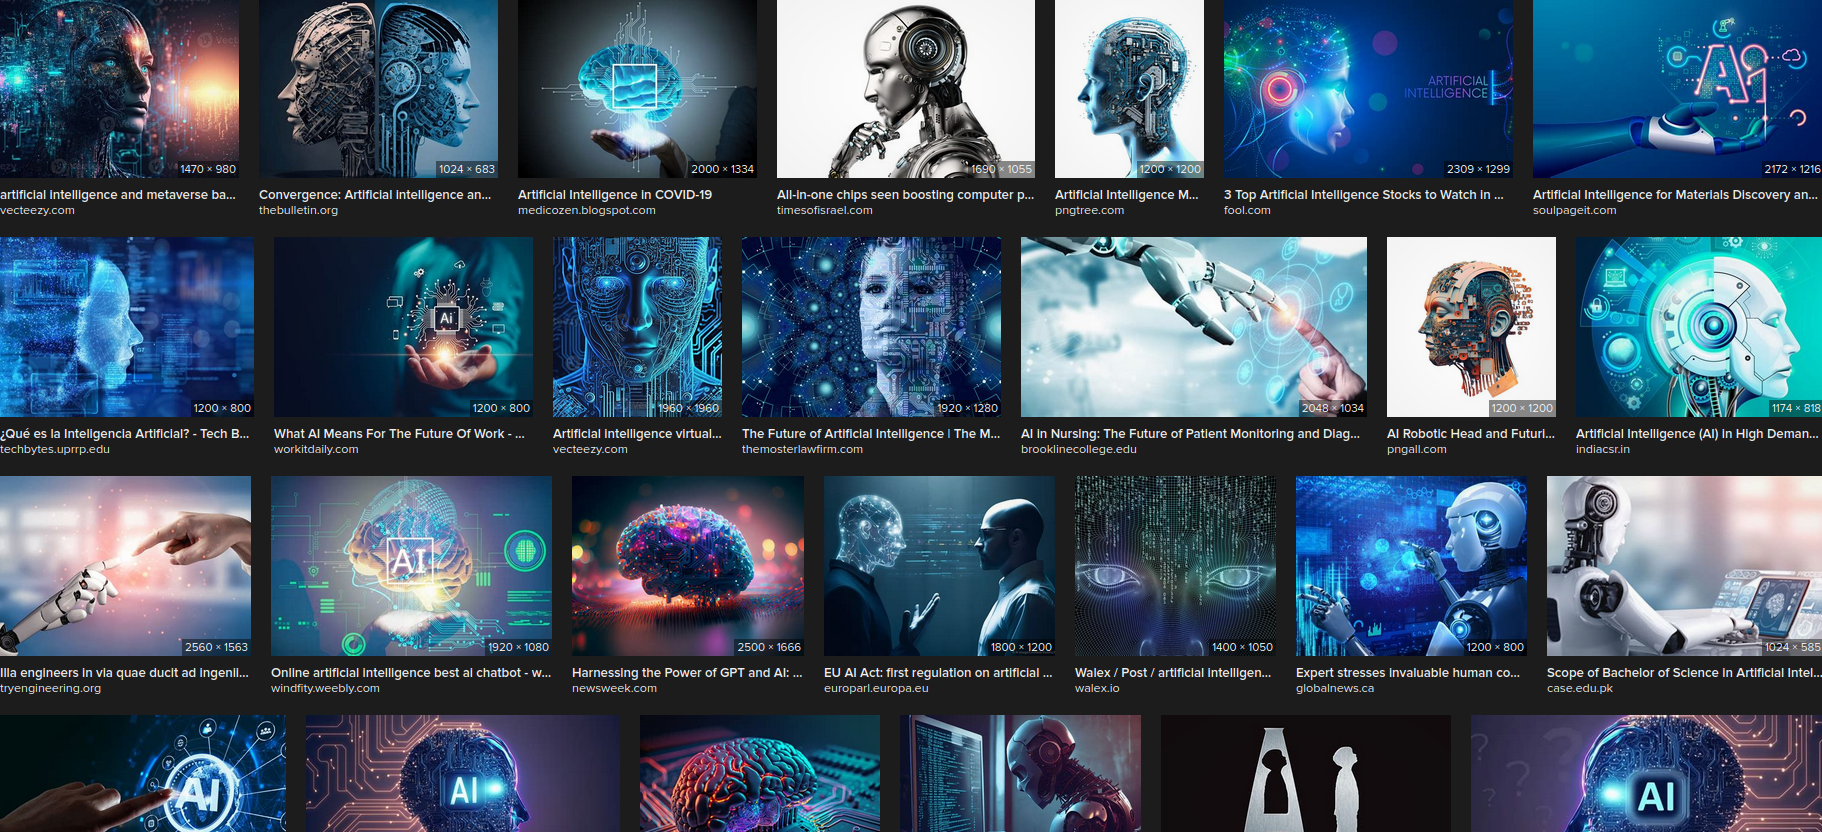 1470 × 980
1024 × 683
2000 × 1334
1690 × 1055
1200 × 1200
ARTIFICIAL
INTELLIGENCE
2309 × 1299
AI
2172 × 1216
artificial intelligence and metaverse ba...
vecteezy.com
Convergence: Artificial intelligence an...
thebulletin.org
Artificial Intelligence in COVID-19
medicozen.blogspot.com
All-in-one chips seen boosting computer p...
timesofisrael.com
Artificial Intelligence M...
pngtree.com
3 Top Artificial Intelligence Stocks to Watch in ...
fool.com
Artificial Intelligence for Materials Discovery an...
soulpageit.com
1200 × 800
Ai
1200 × 800
1960 × 1960
1920 × 1280
2048 × 1034
1200 × 1200
1174 × 818
¿Qué es la Inteligencia Artificial? - Tech B...
techbytes.uprrp.edu
What AI Means For The Future Of Work - ...
workitdaily.com
Artificial intelligence virtual...
vecteezy.com
The Future of Artificial Intelligence | The M...
themosterlawfirm.com
AI in Nursing: The Future of Patient Monitoring and Diag...
brooklinecollege.edu
AI Robotic Head and Futuri...
pngall.com
Artificial Intelligence (AI) in High Deman...
indiacsr.in
2560 × 1563
AI
1920 × 1080
2500 × 1666
1800 × 1200
1400 × 1050
1200 × 800
1024 × 585
Illa engineers in via quae ducit ad ingenii...
tryengineering.org
Online artificial intelligence best ai chatbot - w...
windfity.weebly.com
Harnessing the Power of GPT and AI: ...
newsweek.com
EU AI Act: first regulation on artificial ...
europarl.europa.eu
Walex / Post / artificial intelligen...
walex.io
Expert stresses invaluable human co...
globalnews.ca
Scope of Bachelor of Science in Artificial Intel...
case.edu.pk
AI
AI
AI